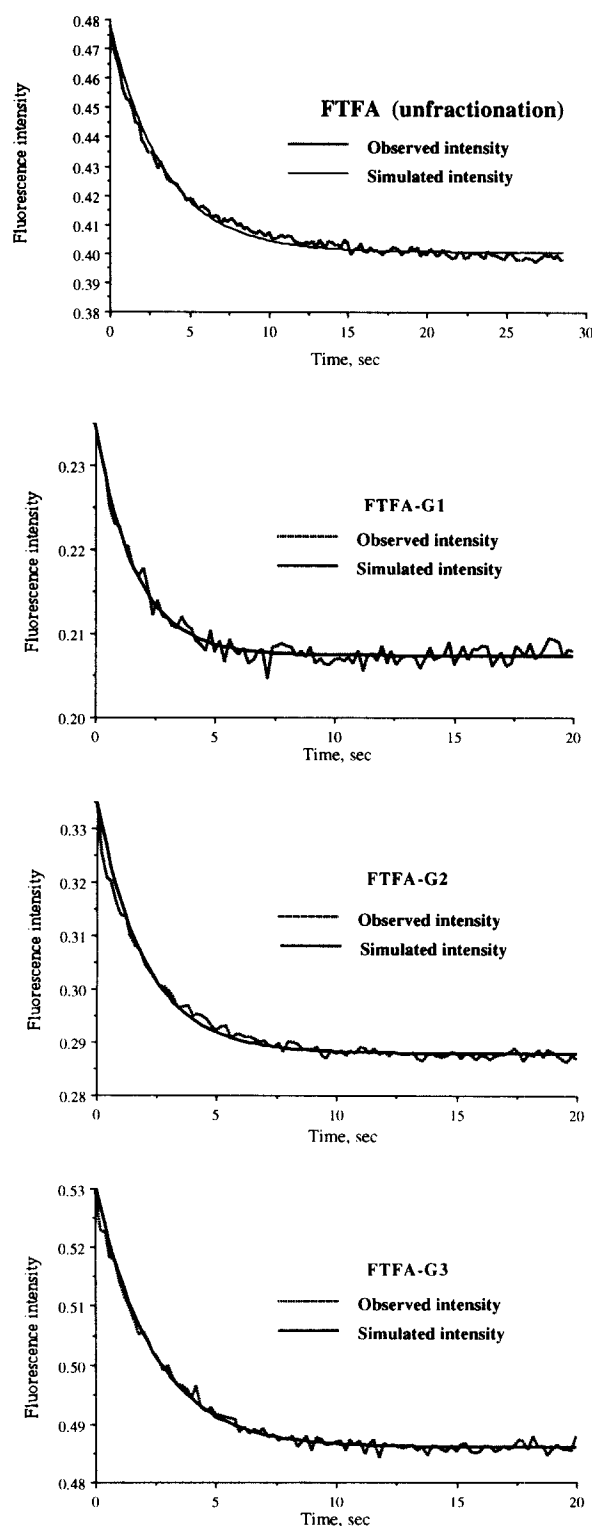 0.48
0.47
0.46
0.45
0.44
0.43
0.42
0.41
0.40
0.39
0.38
Fluorescence intensity
FTFA (unfractionation)
Observed intensity
Simulated intensity
0 5 10 15 20 25 30
Time, sec
0.23
0.22
0.21
0.20
Fluorescence intensity
FTFA-G1
Observed intensity
Simulated intensity
0 5 10 15 20
Time, sec
0.33
0.32
0.31
0.30
0.29
0.28
Fluorescence intensity
FTFA-G2
Observed intensity
Simulated intensity
0 5 10 15 20
Time, sec
0.53
0.52
0.51
0.50
0.49
0.48
Fluorescence intensity
FTFA-G3
Observed intensity
Simulated intensity
0 5 10 15 20
Time, sec